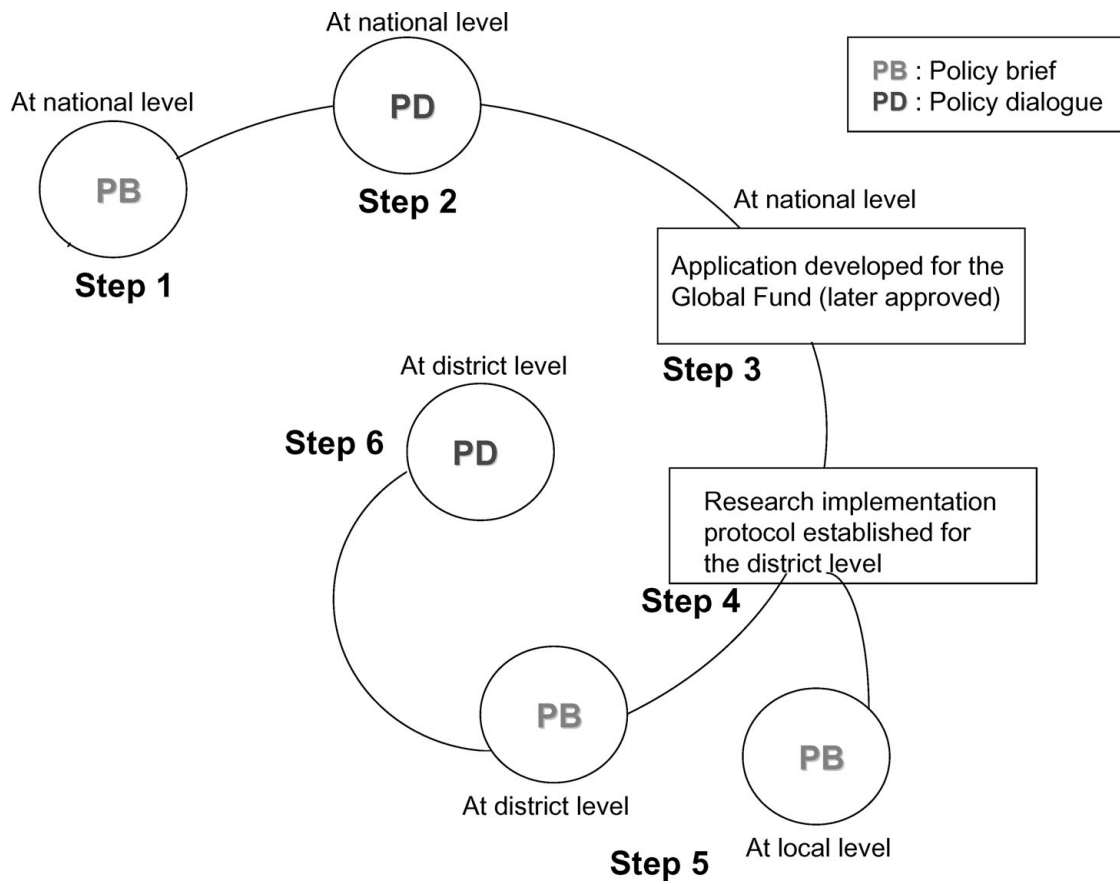 At national level
PD
Step 2
PB : Policy brief
PD : Policy dialogue
At national level
PB
Step 1
At national level
Application developed for the
Global Fund (later approved)
Step 3
Research implementation
protocol established for
the district level
Step 4
PB
At district level
PB
At local level
Step 5
At district level
Step 6
PD